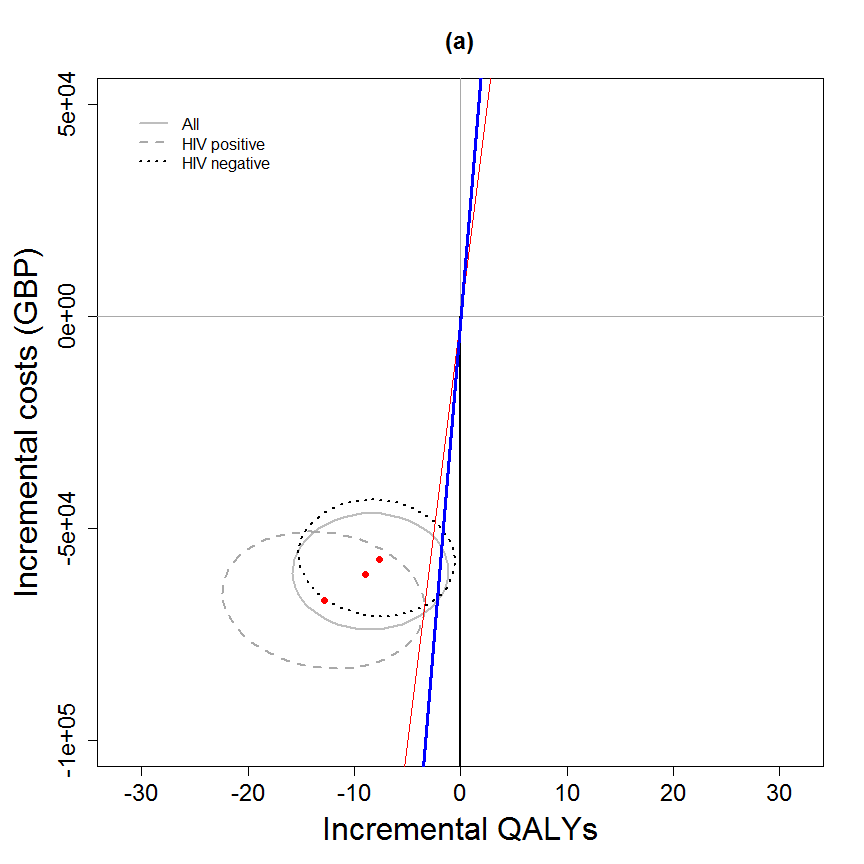 (a)
All
HIV positive
HIV negative
Incremental costs (GBP)
5e+04
0e+00
-5e+04
-1e+05
-30
-20
-10
0
10
20
30
Incremental QALYs